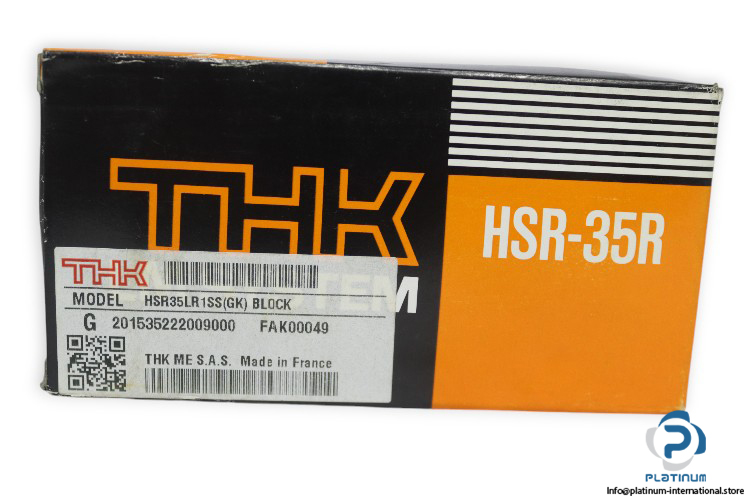 THK
HSR-35R
TEM
THK
MODEL HSR35LR1SS(GK) BLOCK
G 201535222009000 FAK00049
THK ME S.A.S. Made in France
PLATINUM
Info@platinum-international.store